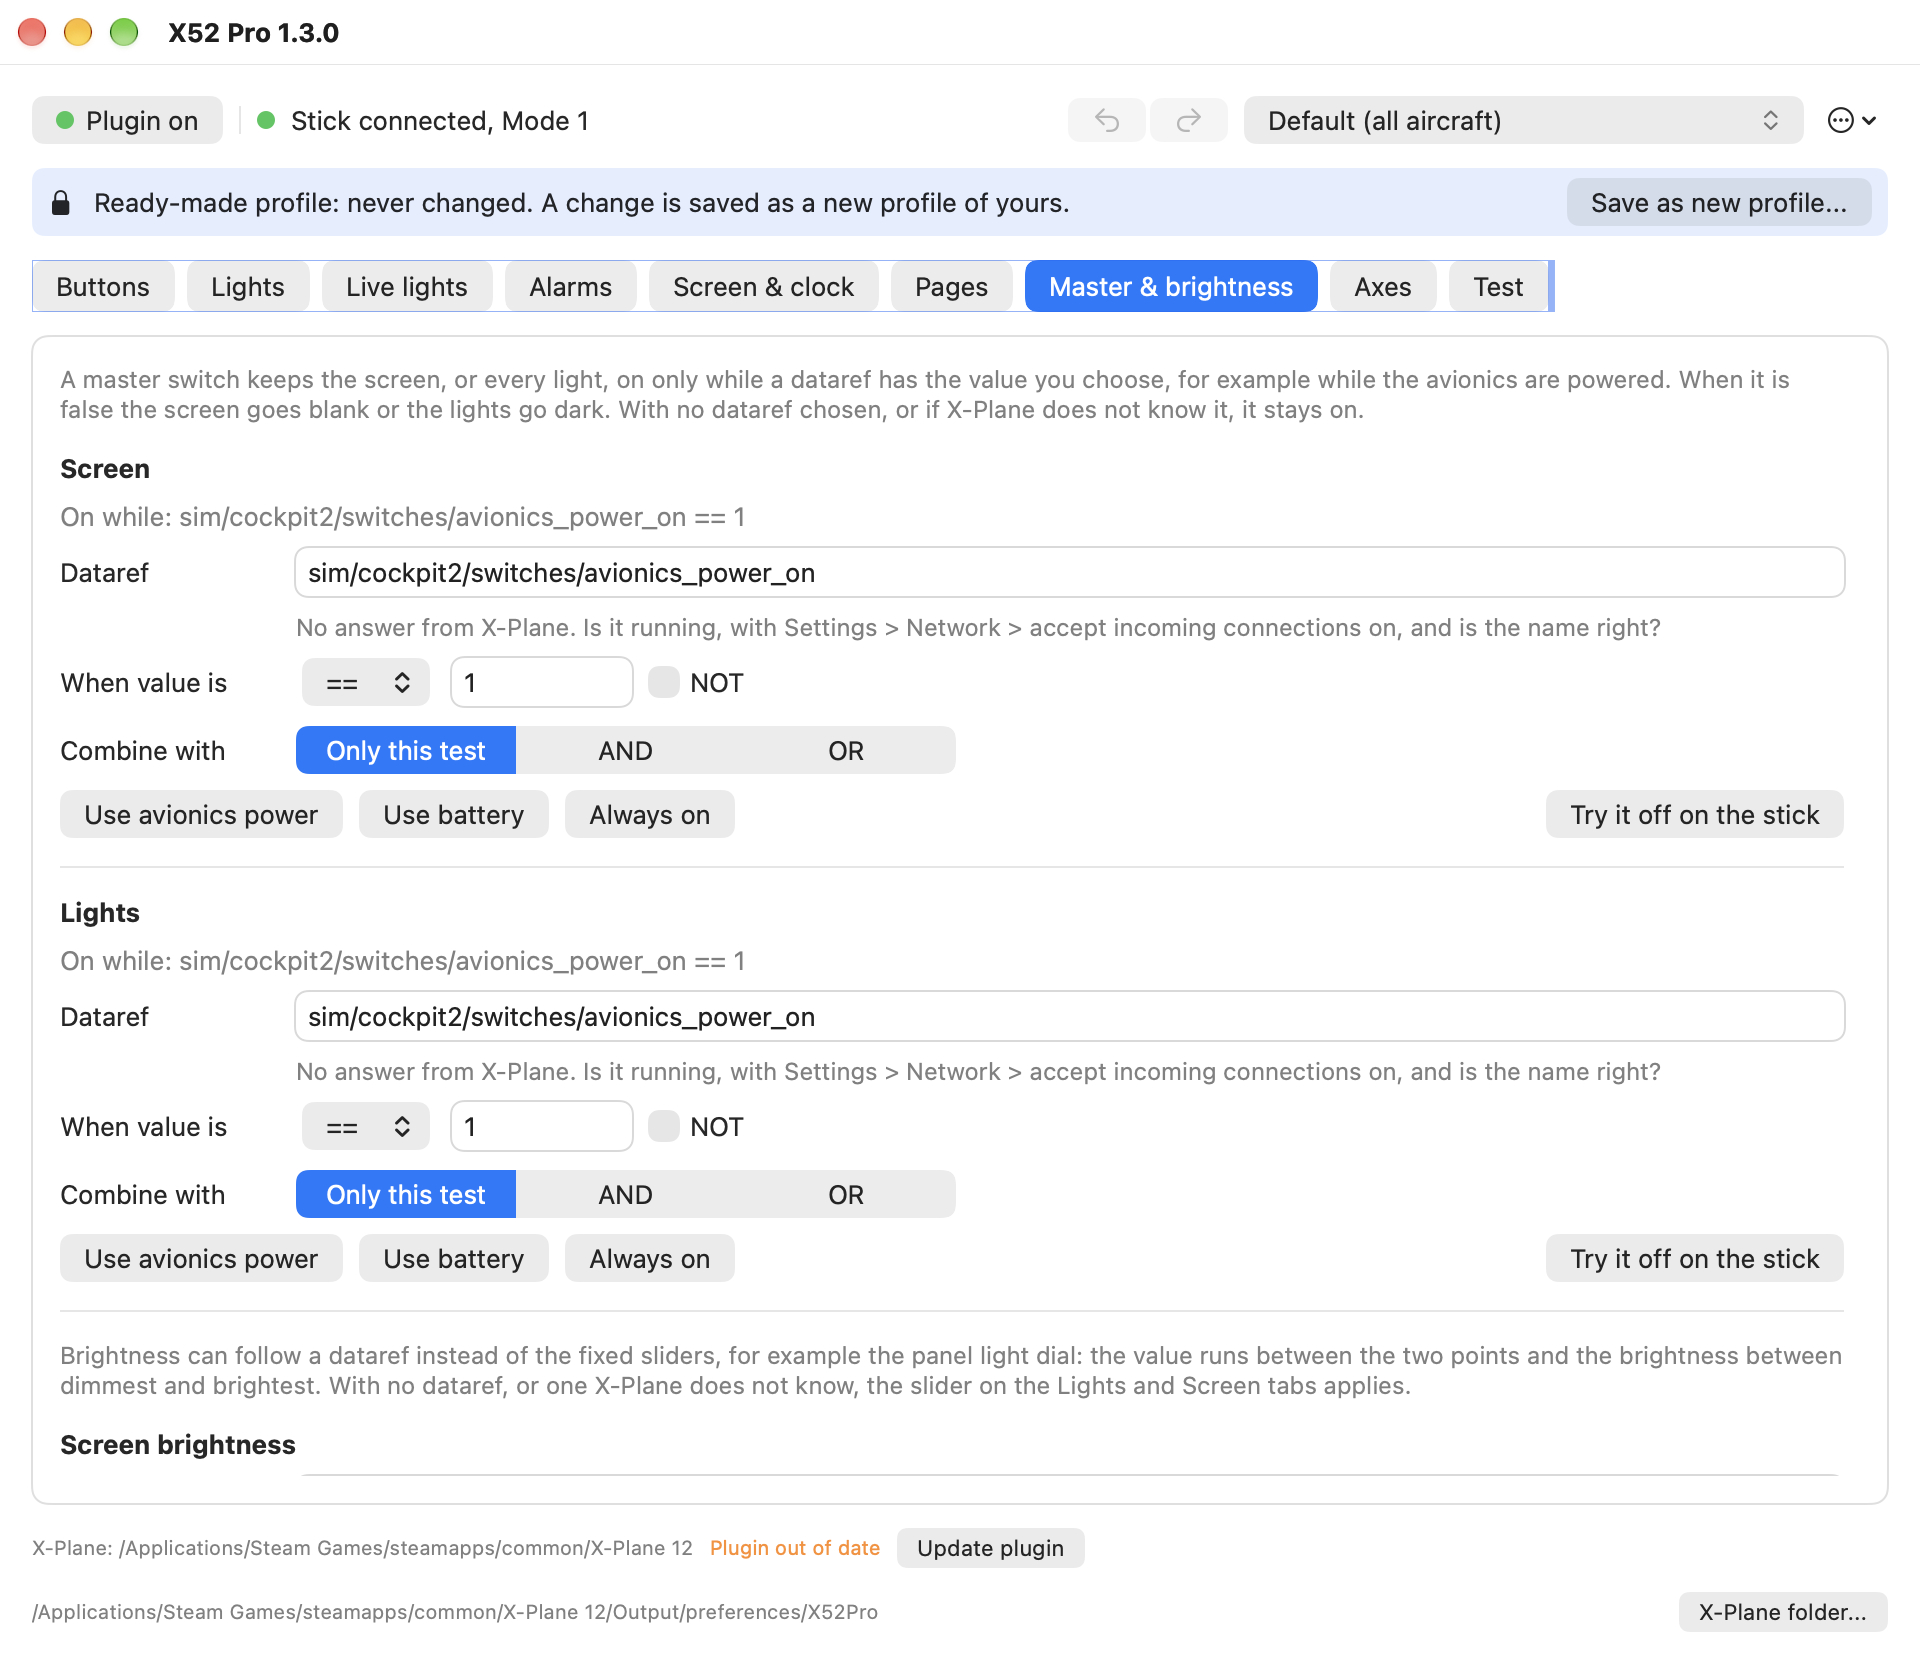 X52 Pro 1.3.0
Plugin on
Stick connected, Mode 1
Default (all aircraft)
Ready-made profile: never changed. A change is saved as a new profile of yours.
Save as new profile...
Buttons
Lights
Live lights
Alarms
Screen & clock
Pages
Master & brightness
Axes
Test
A master switch keeps the screen, or every light, on only while a dataref has the value you choose, for example while the avionics are powered. When it is
false the screen goes blank or the lights go dark. With no dataref chosen, or if X-Plane does not know it, it stays on.
Screen
On while: sim/cockpit2/switches/avionics_power_on == 1
Dataref
sim/cockpit2/switches/avionics_power_on
No answer from X-Plane. Is it running, with Settings > Network > accept incoming connections on, and is the name right?
When value is
==
1
NOT
Combine with
Only this test
AND
OR
Use avionics power
Use battery
Always on
Try it off on the stick
Lights
On while: sim/cockpit2/switches/avionics_power_on == 1
Dataref
sim/cockpit2/switches/avionics_power_on
No answer from X-Plane. Is it running, with Settings > Network > accept incoming connections on, and is the name right?
When value is
==
1
NOT
Combine with
Only this test
AND
OR
Use avionics power
Use battery
Always on
Try it off on the stick
Brightness can follow a dataref instead of the fixed sliders, for example the panel light dial: the value runs between the two points and the brightness between
dimmest and brightest. With no dataref, or one X-Plane does not know, the slider on the Lights and Screen tabs applies.
Screen brightness
X-Plane: /Applications/Steam Games/steamapps/common/X-Plane 12
Plugin out of date
Update plugin
/Applications/Steam Games/steamapps/common/X-Plane 12/Output/preferences/X52Pro
X-Plane folder...